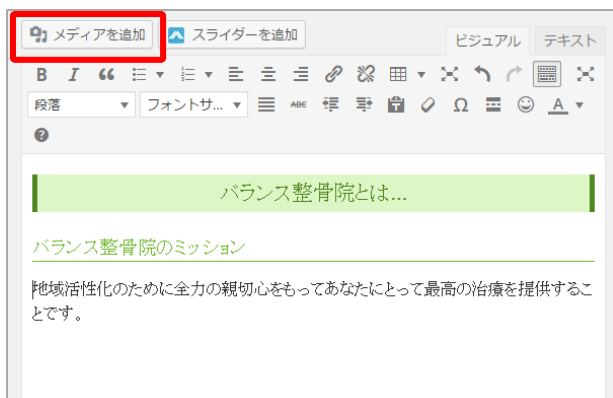 メディアを追加 スライダーを追加
ビジュアル テキスト
B I
段落 フォントサ... ABC Ω A
バランス整骨院とは...
バランス整骨院のミッション
地域活性化のために全力の親切心をもってあなたにとって最高の治療を提供するこ
とです。